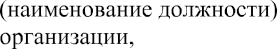 (наименование должности)
организации,